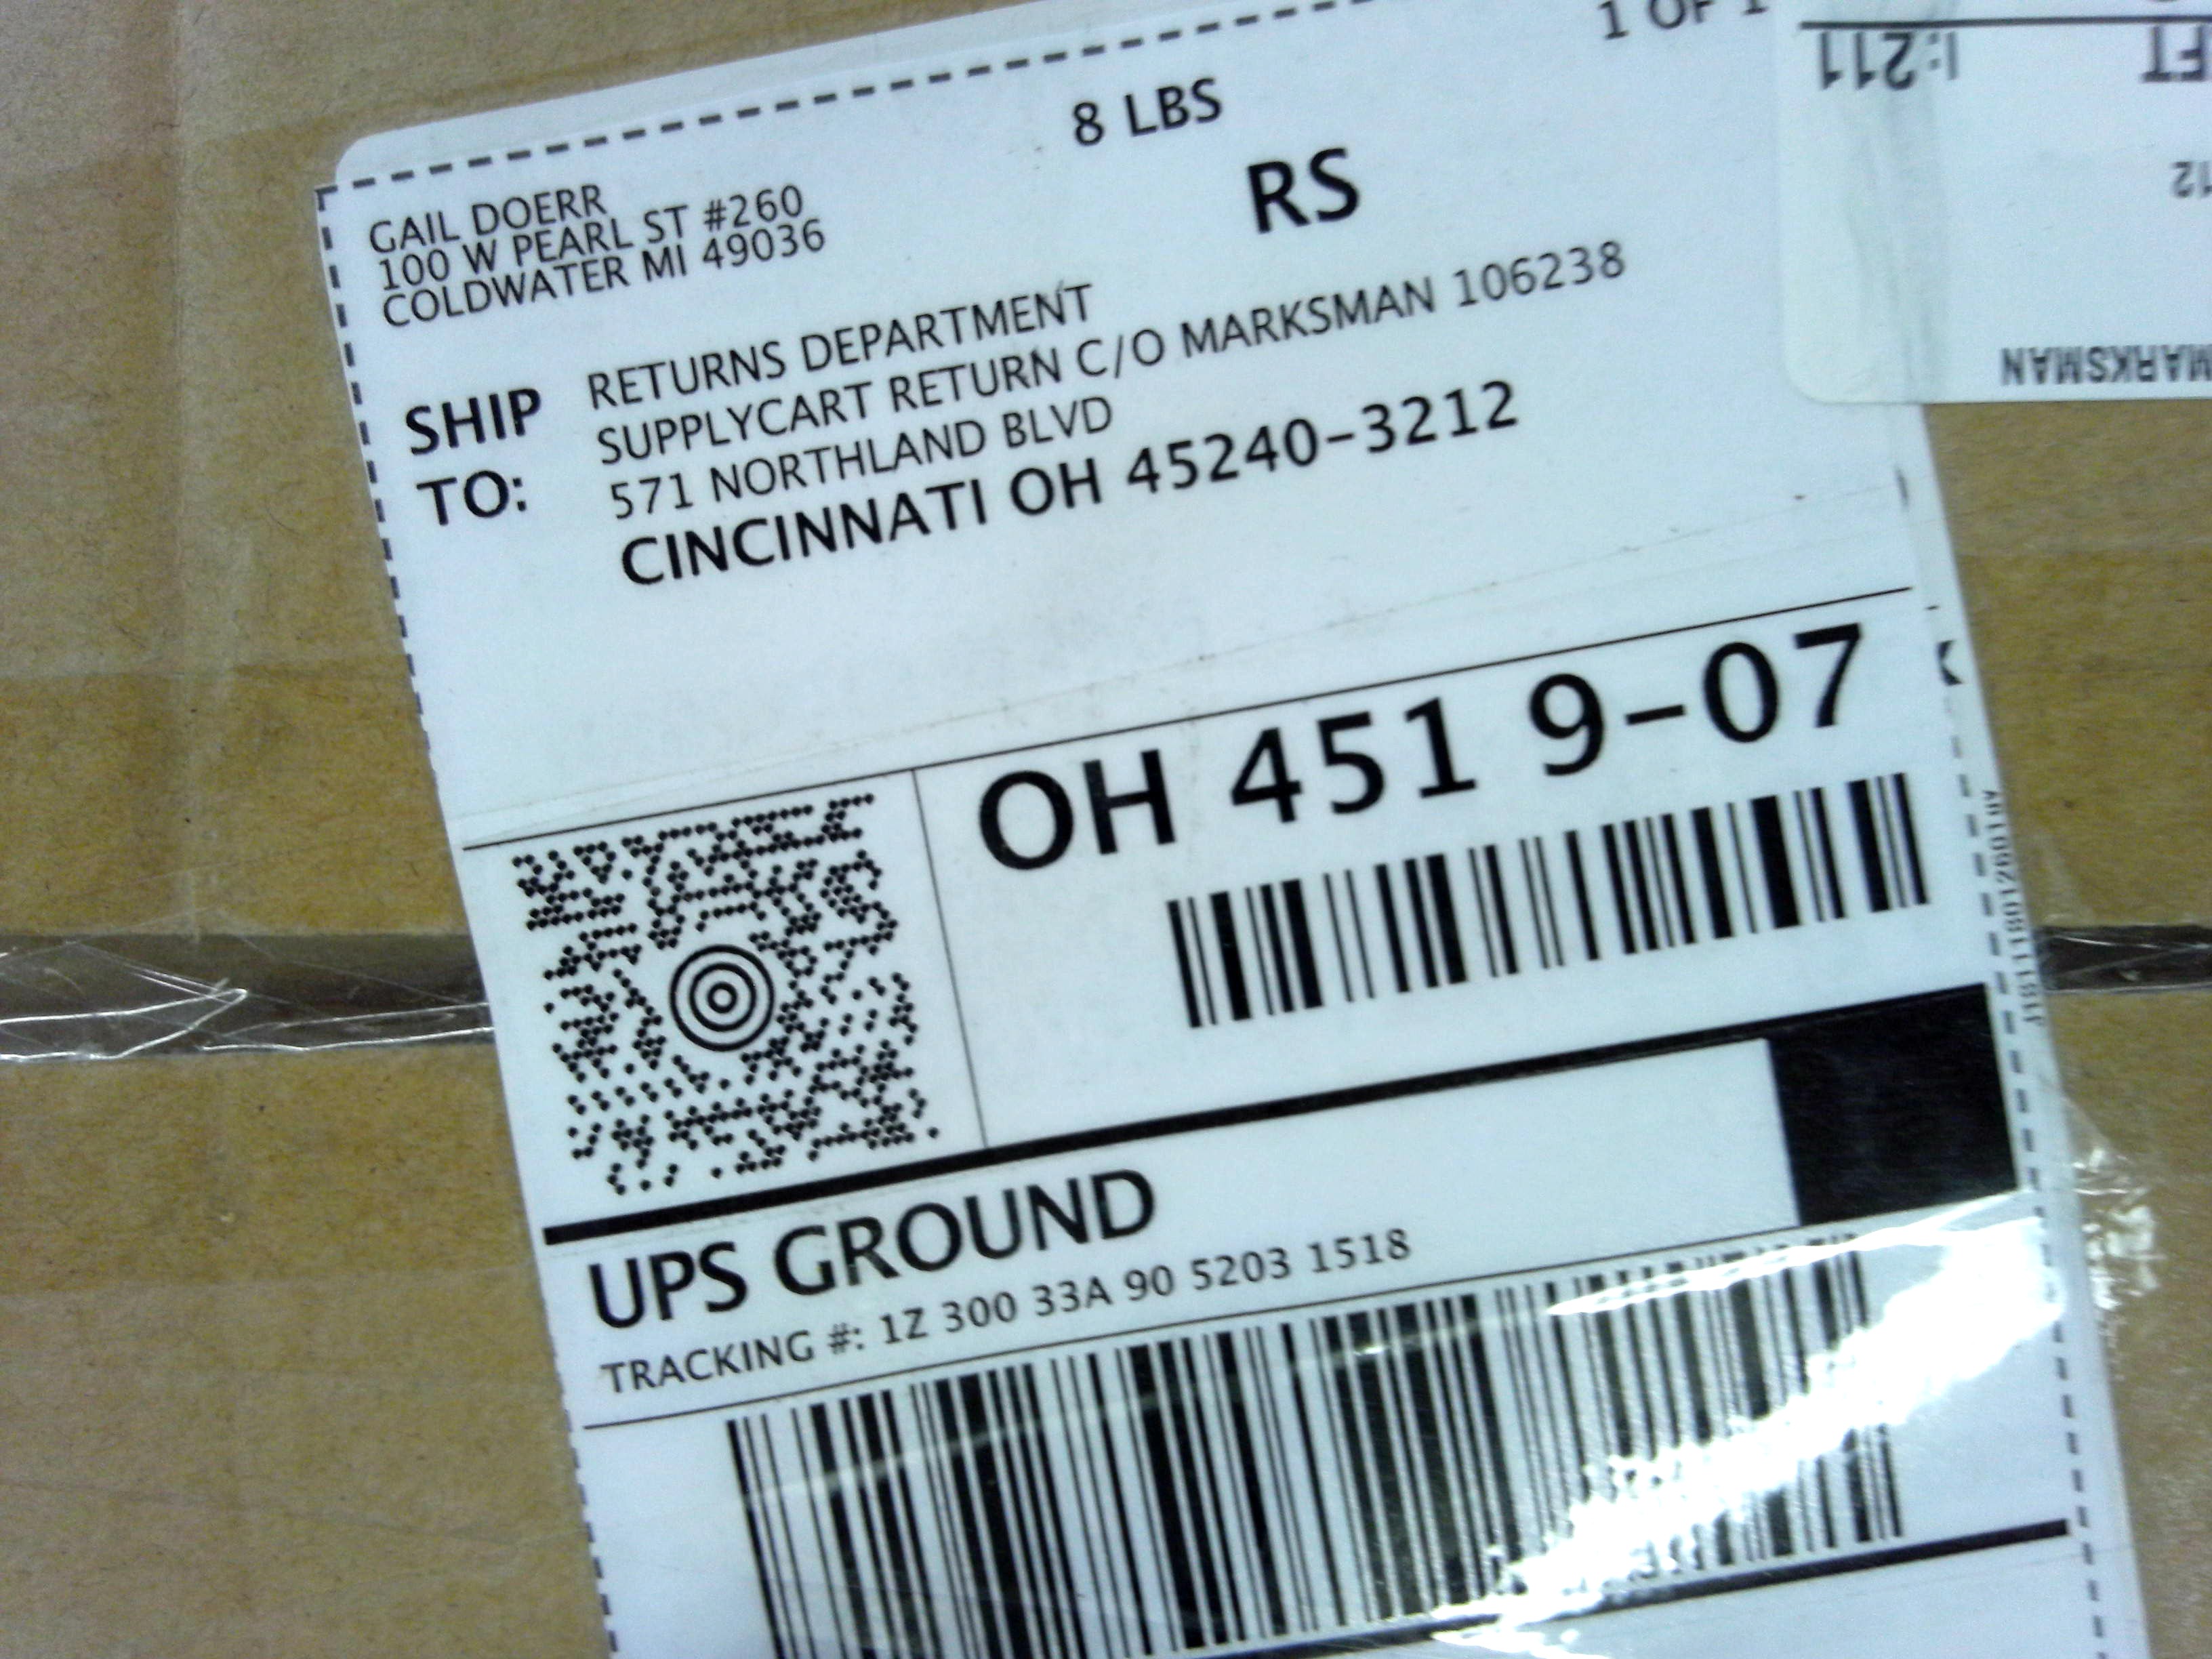 1 OF 1
8 LBS
RS
GAIL DOERR
100 W PEARL ST #260
COLDWATER MI 49036
SHIP TO:
RETURNS DEPARTMENT
SUPPLYCART RETURN C/O MARKSMAN 106238
571 NORTHLAND BLVD
CINCINNATI OH 45240-3212
OH 451 9-07
UPS GROUND
TRACKING #: 1Z 300 33A 90 5203 1518
MARKSMAN
12
I:211
FT